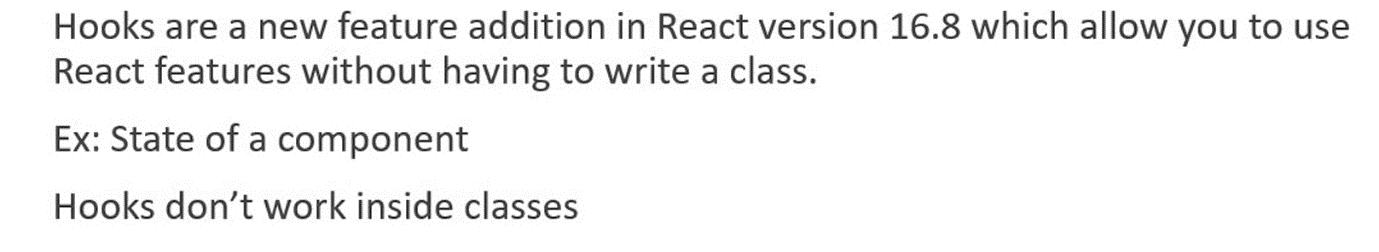 Hooks are a new feature addition in React version 16.8 which allow you to use
React features without having to write a class.
Ex: State of a component
Hooks don’t work inside classes